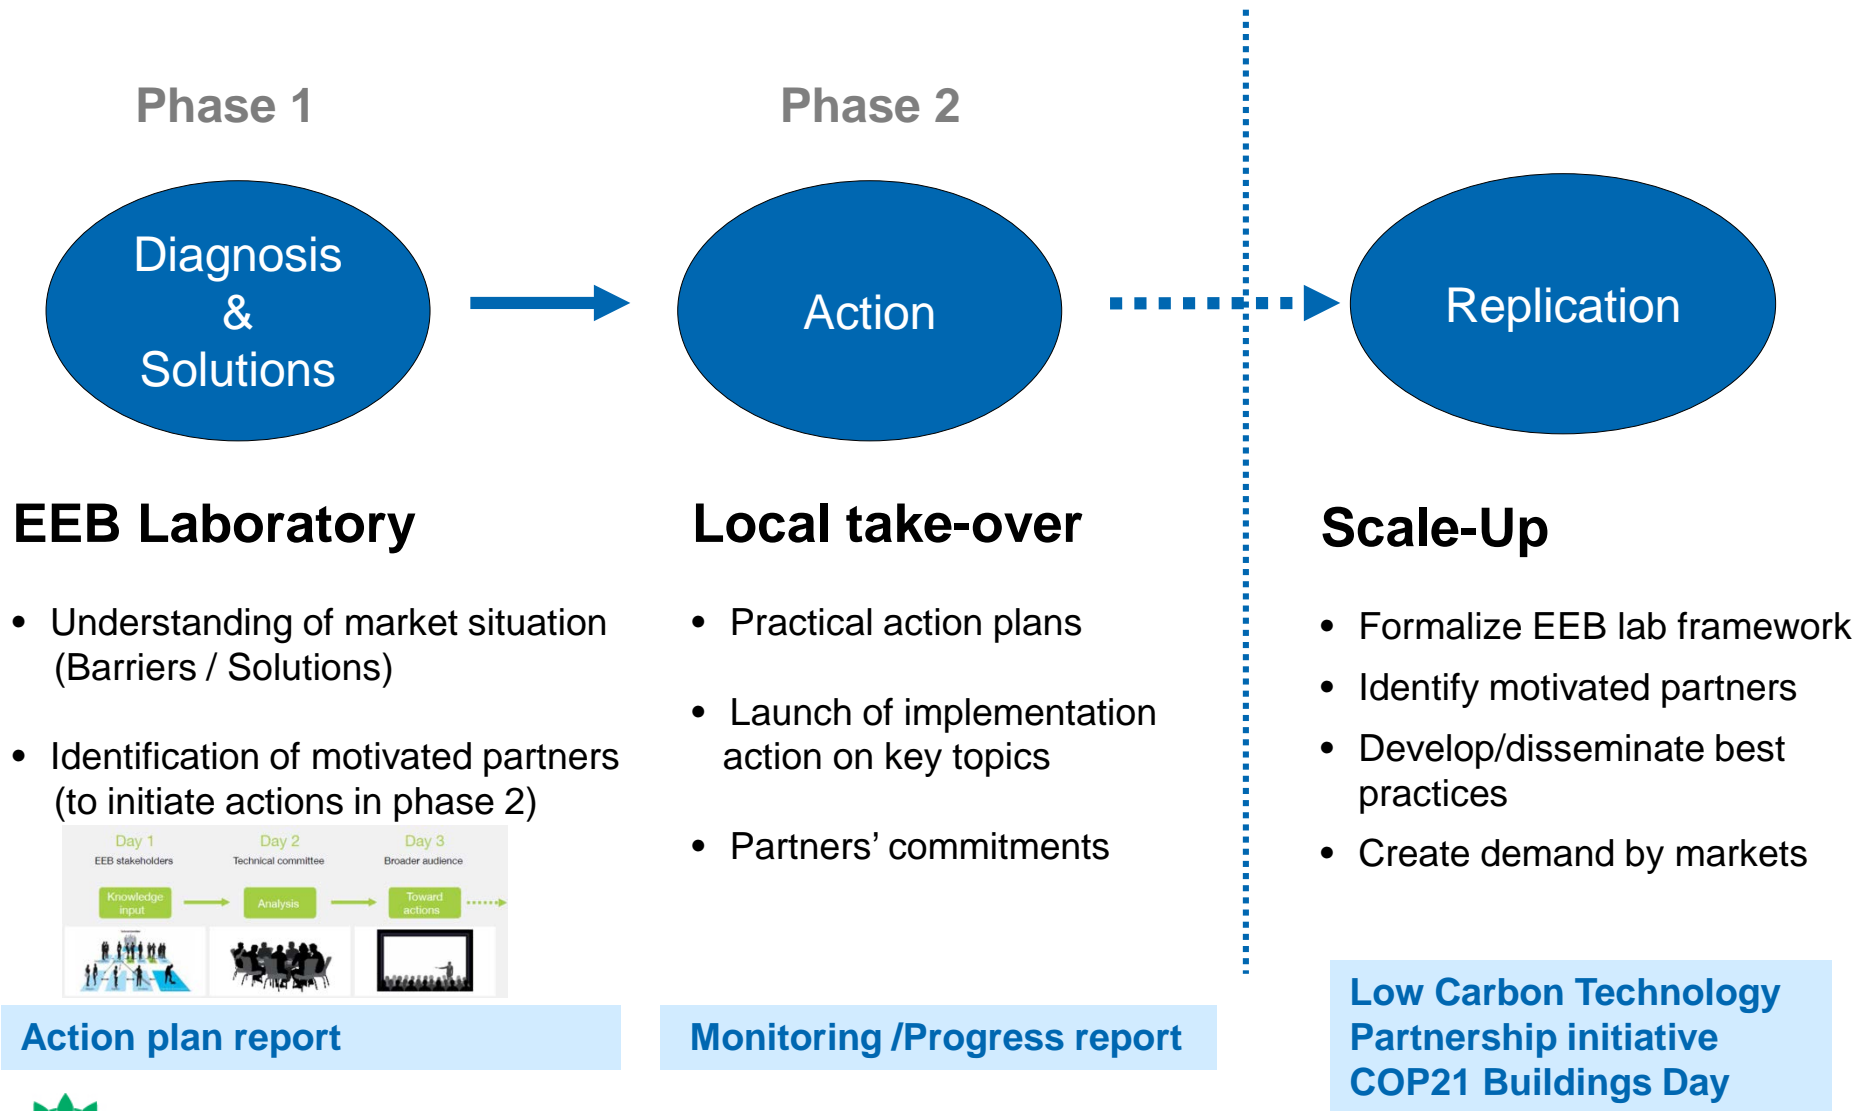 Phase 1
Diagnosis
&
Solutions
EEB Laboratory
• Understanding of market situation
(Barriers / Solutions)
• Identification of motivated partners
(to initiate actions in phase 2)
Day 1
EEB stakeholders
Knowledge
input
Day 2
Technical committee
Analysis
Day 3
Broader audience
Toward
actions
Action plan report
Phase 2
Action
Local take-over
• Practical action plans
• Launch of implementation
action on key topics
• Partners’ commitments
Monitoring /Progress report
Replication
Scale-Up
• Formalize EEB lab framework
• Identify motivated partners
• Develop/disseminate best
practices
• Create demand by markets
Low Carbon Technology
Partnership initiative
COP21 Buildings Day